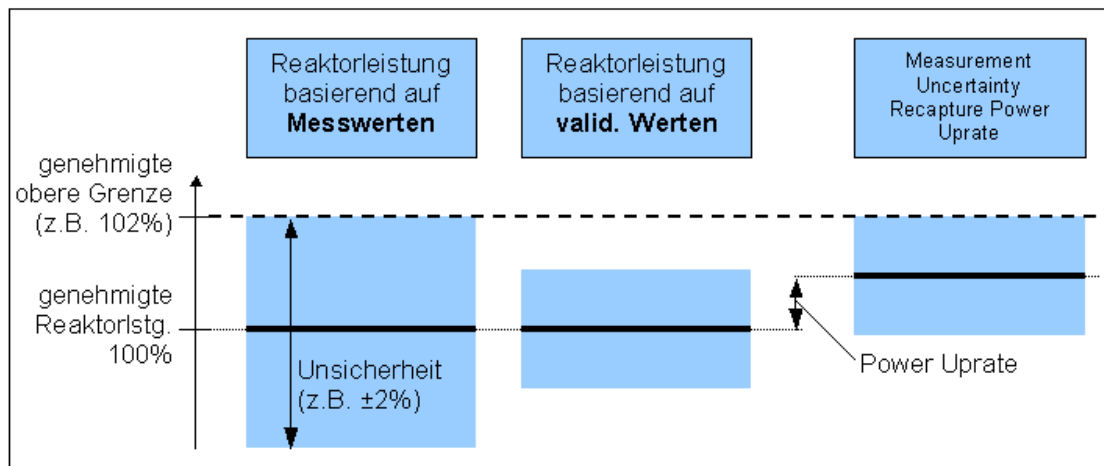 Reaktorleistung
basierend auf
Messwerten
Reaktorleistung
basierend auf
valid. Werten
Measurement
Uncertainty
Recapture Power
Uprate
genehmigte
obere Grenze
(z.B. 102%)
genehmigte
Reaktorlstg.
100%
Unsicherheit
(z.B. ±2%)
Power Uprate